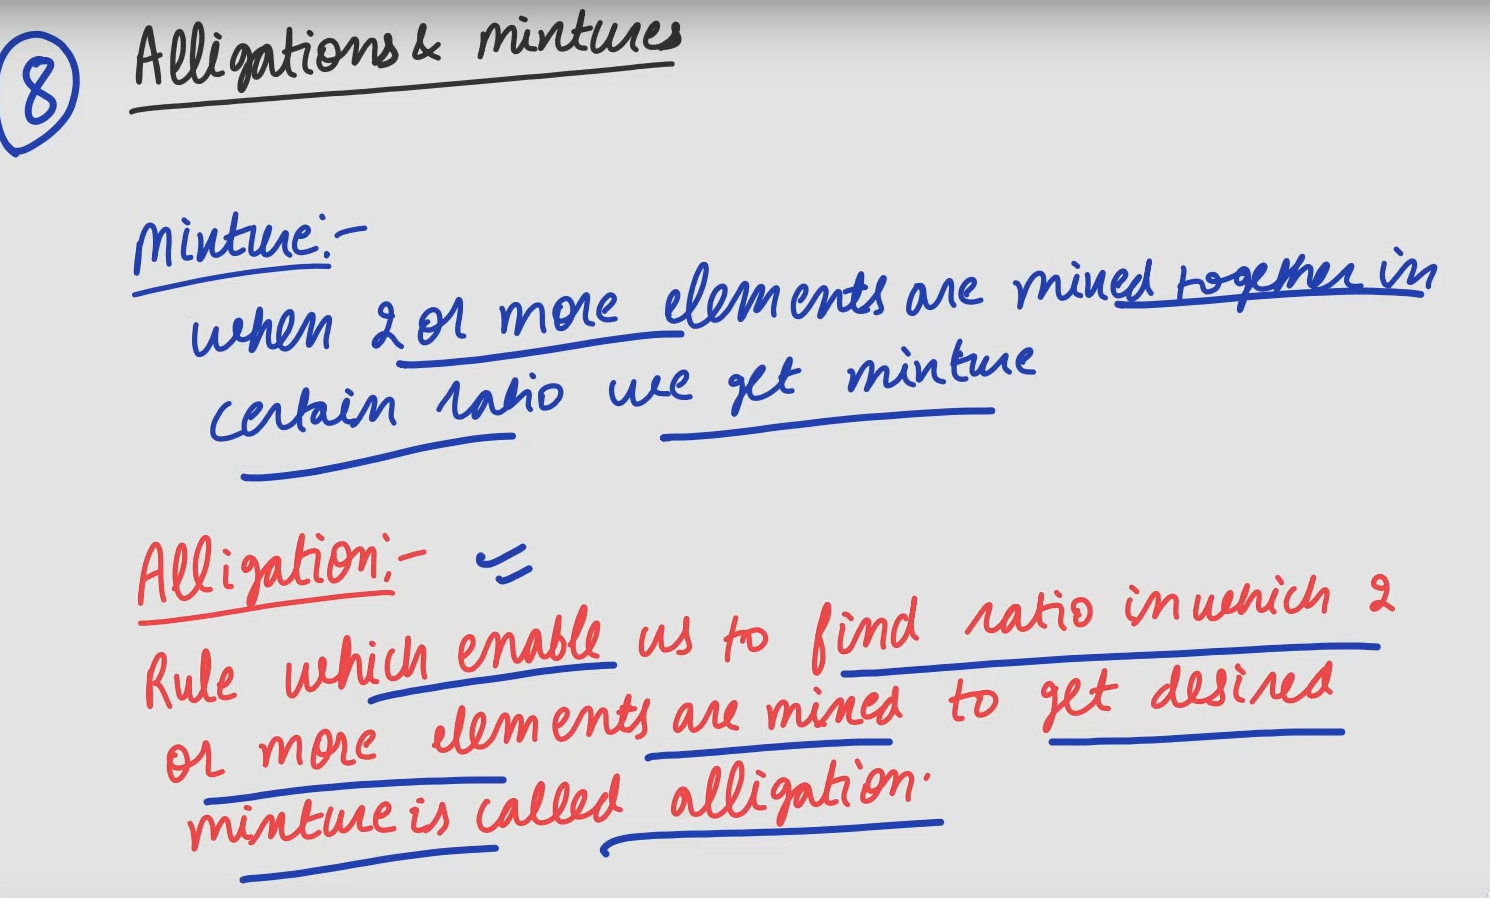 8
Alligations & mixtures
Mixture:-
when 2 or more elements are mixed together in
certain ratio we get mixture
Alligation:-
Rule which enable us to find ratio in which 2
or more elements are mixed to get desired
mixture is called alligation.